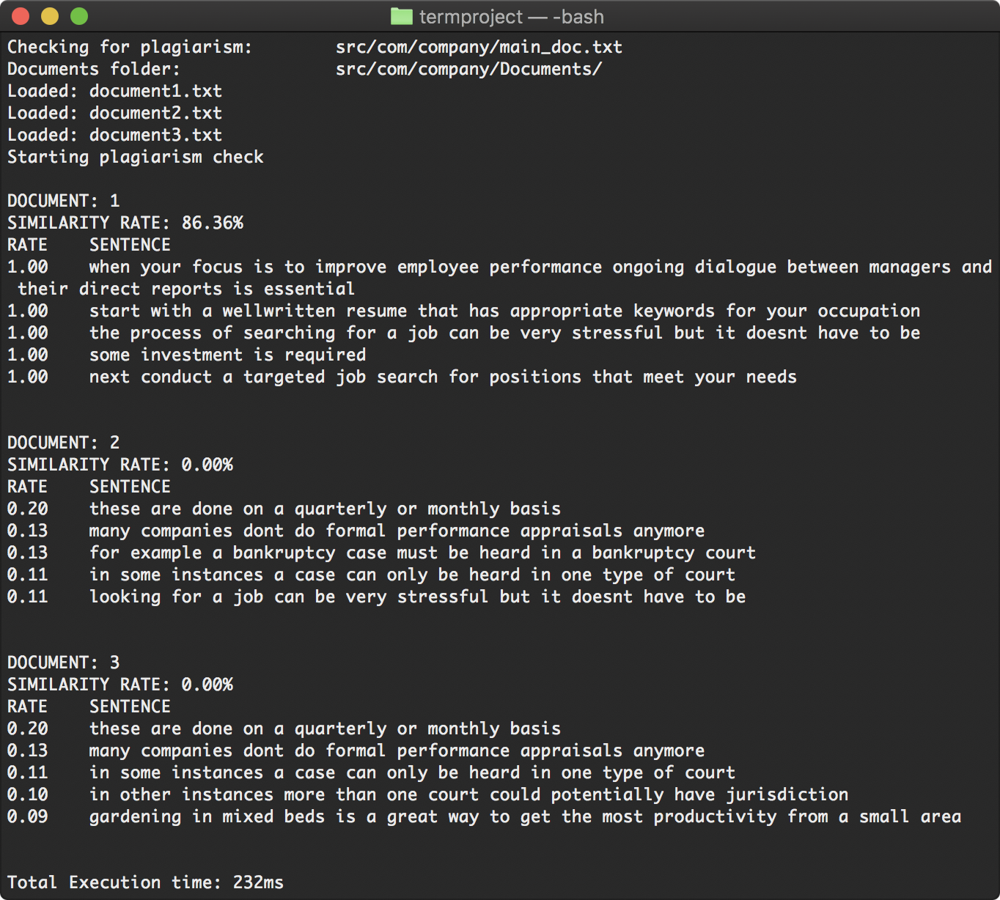 termproject — -bash
Checking for plagiarism: src/com/company/main_doc.txt
Documents folder: src/com/company/Documents/
Loaded: document1.txt
Loaded: document2.txt
Loaded: document3.txt
Starting plagiarism check
DOCUMENT: 1
SIMILARITY RATE: 86.36%
RATE SENTENCE
1.00 when your focus is to improve employee performance ongoing dialogue between managers and
their direct reports is essential
1.00 start with a wellwritten resume that has appropriate keywords for your occupation
1.00 the process of searching for a job can be very stressful but it doesnt have to be
1.00 some investment is required
1.00 next conduct a targeted job search for positions that meet your needs
DOCUMENT: 2
SIMILARITY RATE: 0.00%
RATE SENTENCE
0.20 these are done on a quarterly or monthly basis
0.13 many companies dont do formal performance appraisals anymore
0.13 for example a bankruptcy case must be heard in a bankruptcy court
0.11 in some instances a case can only be heard in one type of court
0.11 looking for a job can be very stressful but it doesnt have to be
DOCUMENT: 3
SIMILARITY RATE: 0.00%
RATE SENTENCE
0.20 these are done on a quarterly or monthly basis
0.13 many companies dont do formal performance appraisals anymore
0.11 in some instances a case can only be heard in one type of court
0.10 in other instances more than one court could potentially have jurisdiction
0.09 gardening in mixed beds is a great way to get the most productivity from a small area
Total Execution time: 232ms